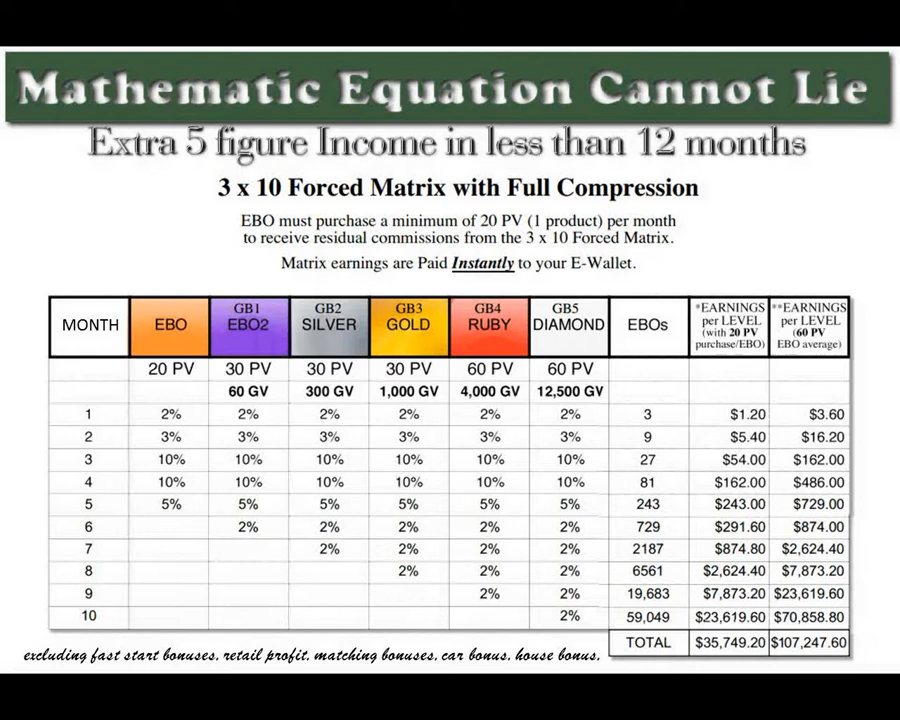 Mathematic Equation Cannot Lie
Extra 5 figure Income in less than 12 months
3 x 10 Forced Matrix with Full Compression
EBO must purchase a minimum of 20 PV (1 product) per month
to receive residual commissions from the 3 x 10 Forced Matrix.
Matrix earnings are Paid Instantly to your E-Wallet.
MONTH EBO GB1 EBO2 GB2 SILVER GB3 GOLD GB4 RUBY GB5 DIAMOND EBOs *EARNINGS per LEVEL (with 20 PV purchase/EBO) **EARNINGS per LEVEL (60 PV EBO average)
20 PV 30 PV 30 PV 30 PV 60 PV 60 PV
60 GV 300 GV 1,000 GV 4,000 GV 12,500 GV
1 2% 2% 2% 2% 2% 2% 3 $1.20 $3.60
2 3% 3% 3% 3% 3% 3% 9 $5.40 $16.20
3 10% 10% 10% 10% 10% 10% 27 $54.00 $162.00
4 10% 10% 10% 10% 10% 10% 81 $162.00 $486.00
5 5% 5% 5% 5% 5% 5% 243 $243.00 $729.00
6 2% 2% 2% 2% 2% 729 $291.60 $874.00
7 2% 2% 2% 2% 2187 $874.80 $2,624.40
8 2% 2% 2% 6561 $2,624.40 $7,873.20
9 2% 2% 19,683 $7,873.20 $23,619.60
10 2% 59,049 $23,619.60 $70,858.80
TOTAL $35,749.20 $107,247.60
excluding fast start bonuses, retail profit, matching bonuses, car bonus, house bonus,